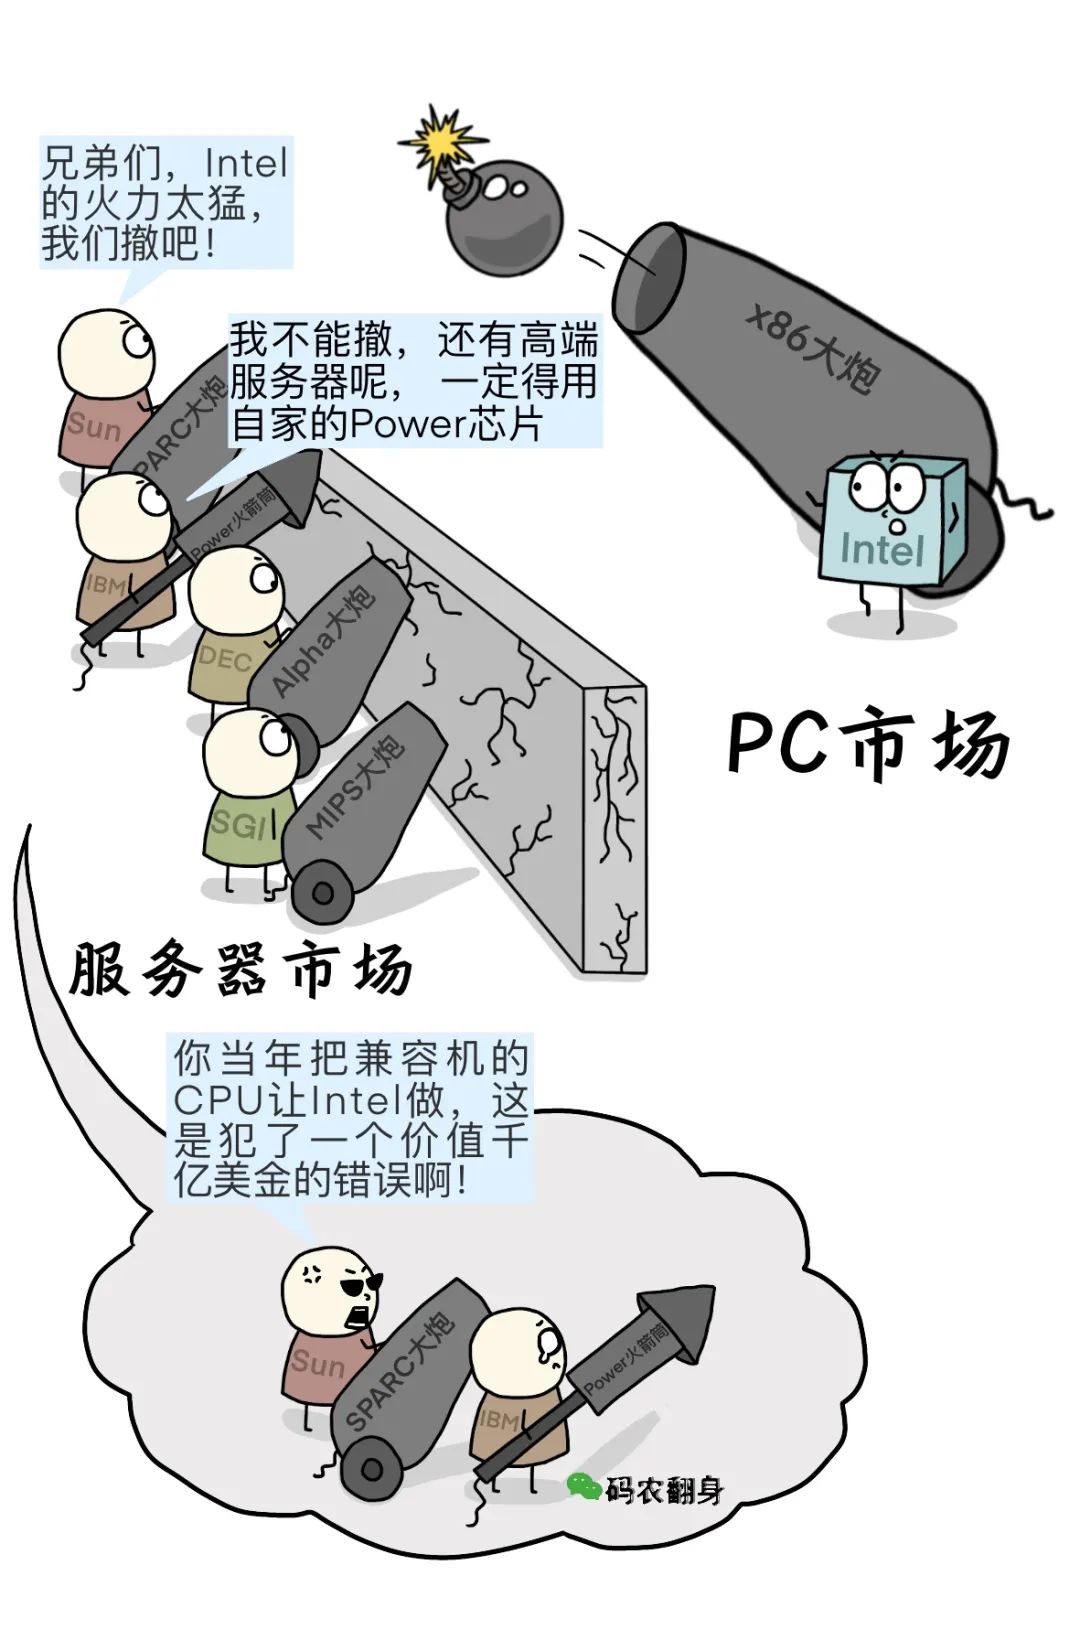 兄弟们，Intel
的火力太猛，
我们撤吧！
我不能撤，还有高端
服务器呢，一定得用
自家的Power芯片
x86大炮
Intel
Sun
PARC大炮
IBM
Power火箭筒
DEC
Alpha大炮
SGI
MIPS大炮
PC市场
服务器市场
你当年把兼容机的
CPU让Intel做，这
是犯了一个价值千
亿美金的错误啊！
Sun
SPARC大炮
IBM
Power火箭筒
码农翻身